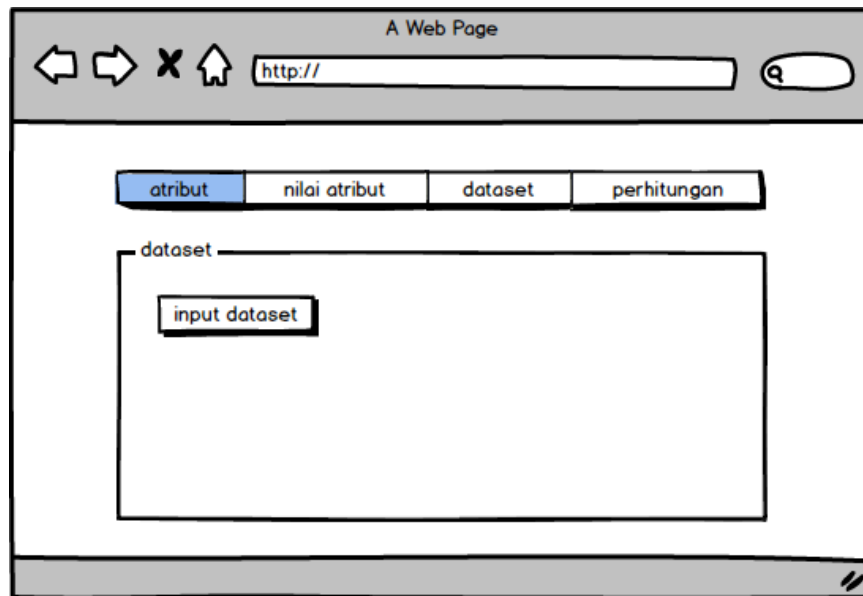 A Web Page
http://
atribut nilai atribut dataset perhitungan
dataset
input dataset